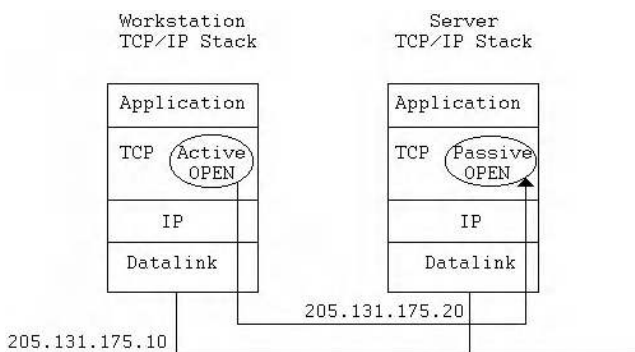 Workstation
TCP/IP Stack
Server
TCP/IP Stack
Application
TCP
Active
OPEN
IP
Datalink
Application
TCP
Passive
OPEN
IP
Datalink
205.131.175.20
205.131.175.10